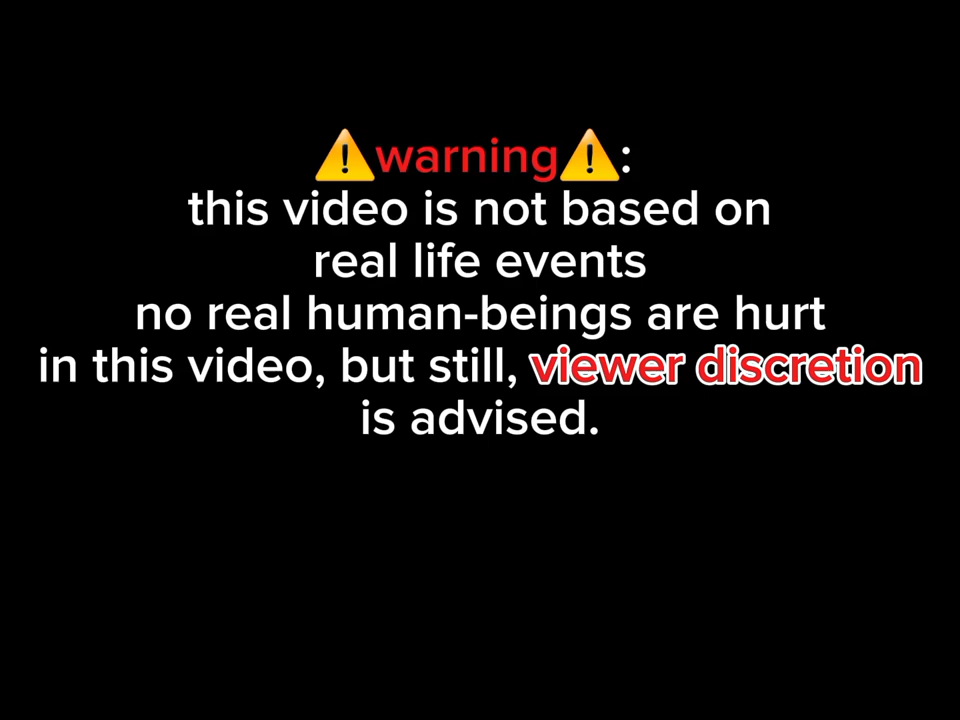 ⚠️warning⚠️:
this video is not based on
real life events
no real human-beings are hurt
in this video, but still, viewer discretion
is advised.